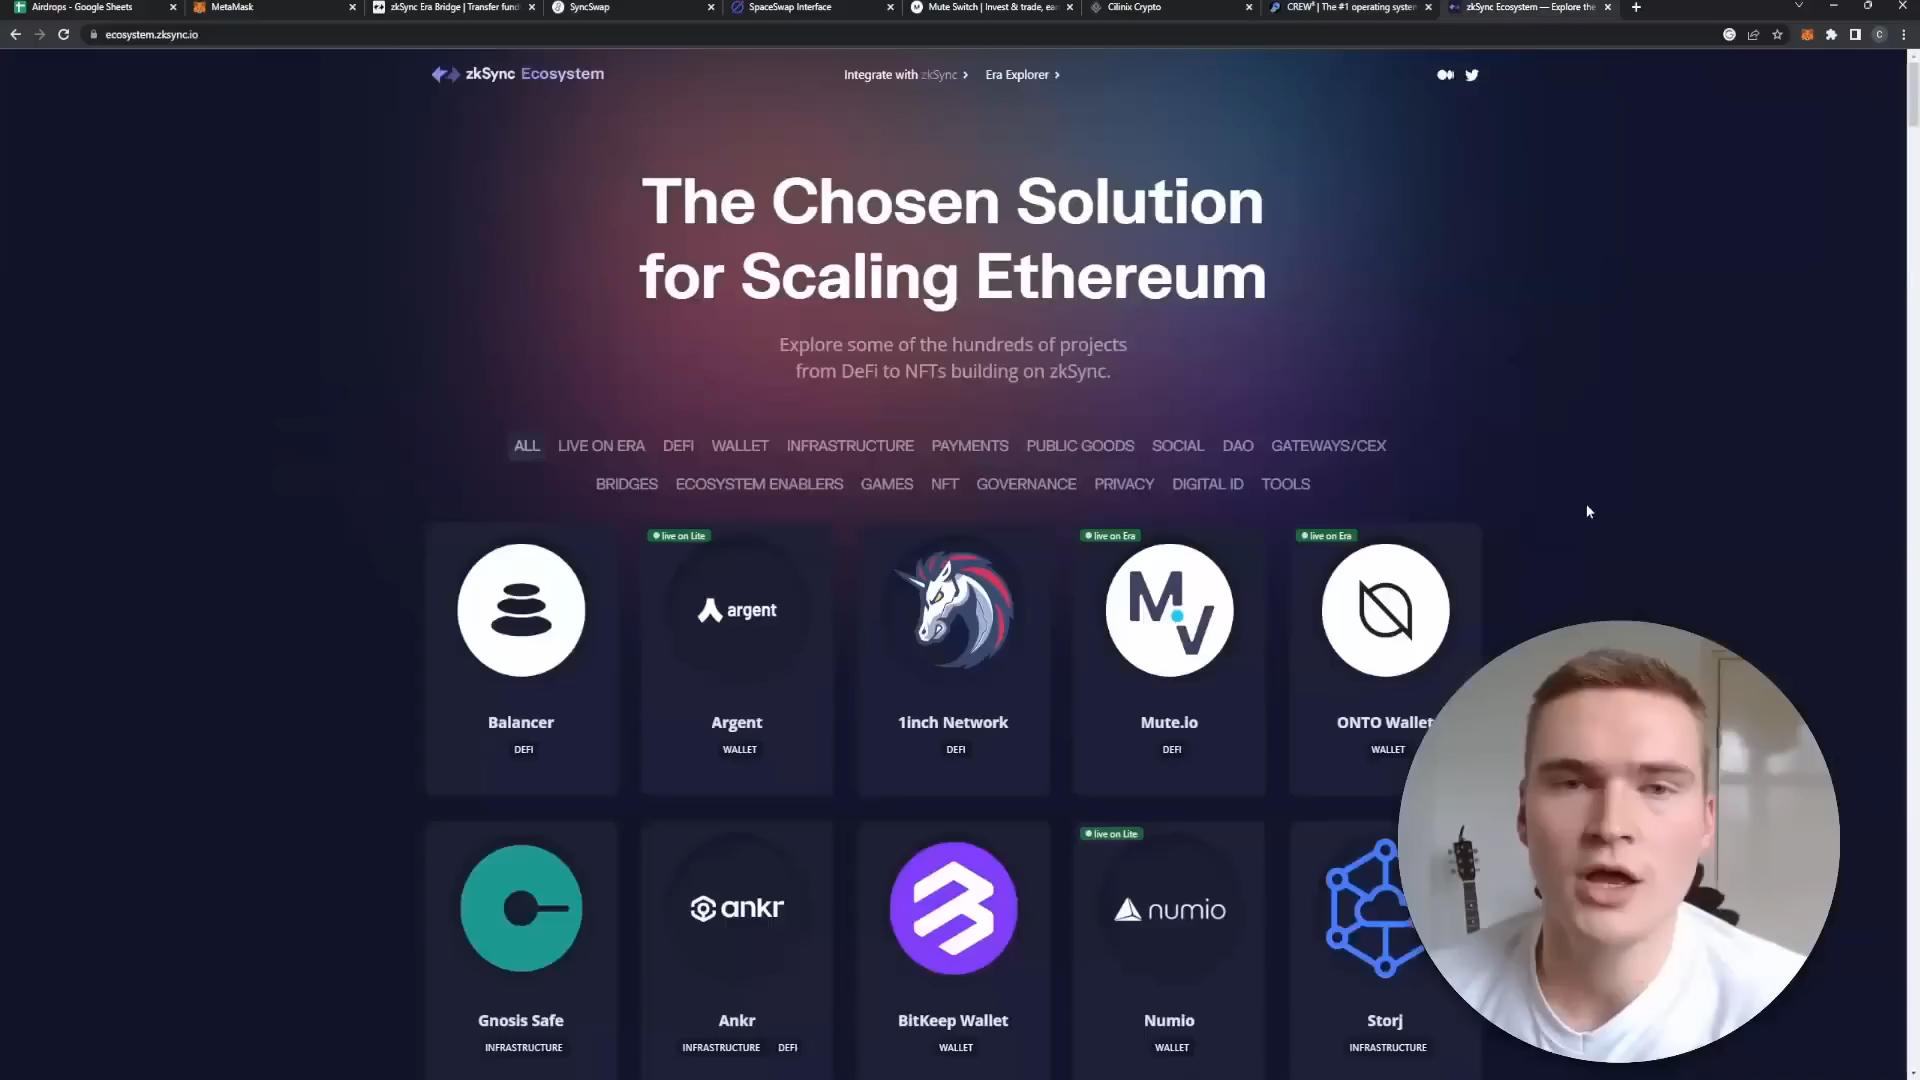 Airdrops - Google Sheets
MetaMask
zkSync Era Bridge | Transfer fund
SyncSwap
SpaceSwap Interface
Mute Switch | Invest & trade, ear
Cilinix Crypto
CREW³ | The #1 operating system
zkSync Ecosystem — Explore the
ecosystem.zksync.io
C
zkSync Ecosystem
Integrate with zkSync
Era Explorer
The Chosen Solution
for Scaling Ethereum
Explore some of the hundreds of projects
from DeFi to NFTs building on zkSync.
ALL LIVE ON ERA DEFI WALLET INFRASTRUCTURE PAYMENTS PUBLIC GOODS SOCIAL DAO GATEWAYS/CEX
BRIDGES ECOSYSTEM ENABLERS GAMES NFT GOVERNANCE PRIVACY DIGITAL ID TOOLS
live on Lite
live on Era
live on Era
argent
M.V
Balancer
Argent
1inch Network
Mute.io
ONTO Wallet
DEFI
WALLET
DEFI
DEFI
WALLET
live on Lite
ankr
numio
Gnosis Safe
Ankr
BitKeep Wallet
Numio
Storj
INFRASTRUCTURE
INFRASTRUCTURE DEFI
WALLET
WALLET
INFRASTRUCTURE